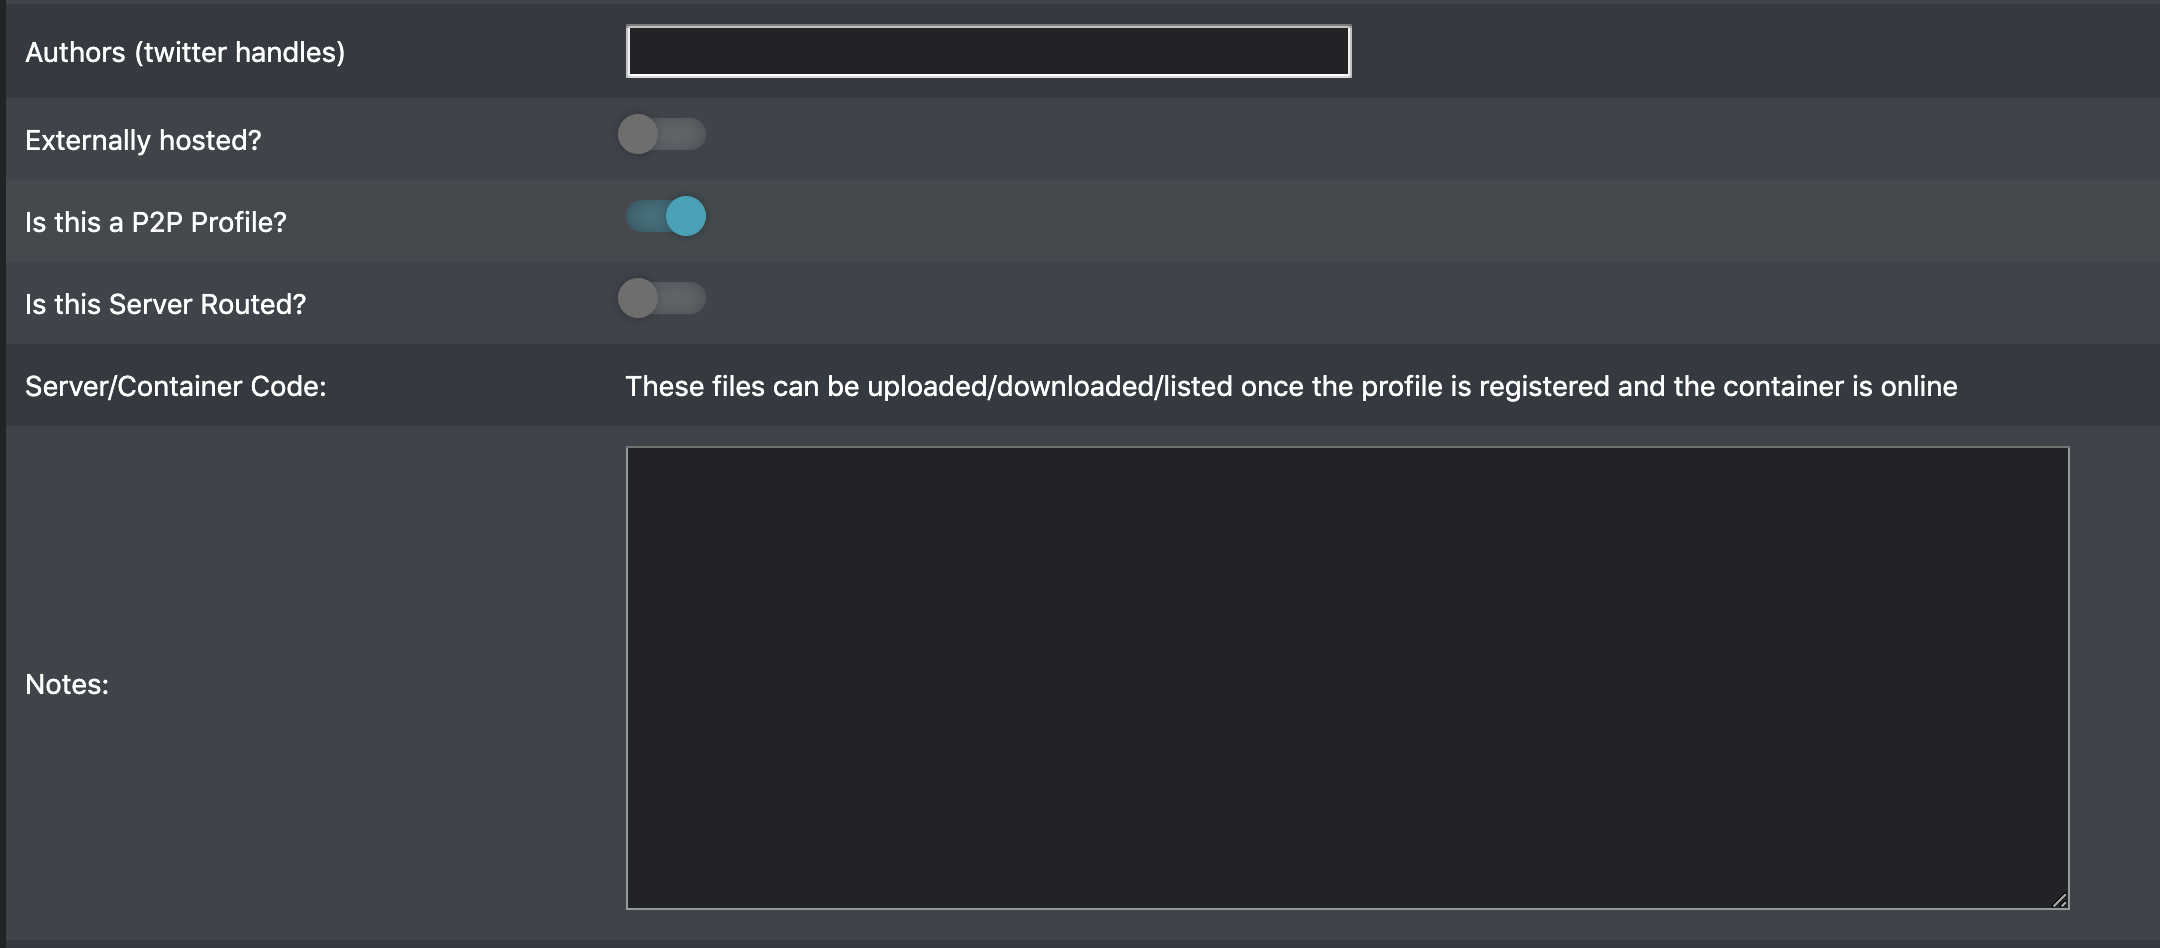 Authors (twitter handles)
Externally hosted?
Is this a P2P Profile?
Is this Server Routed?
Server/Container Code: These files can be uploaded/downloaded/listed once the profile is registered and the container is online
Notes: